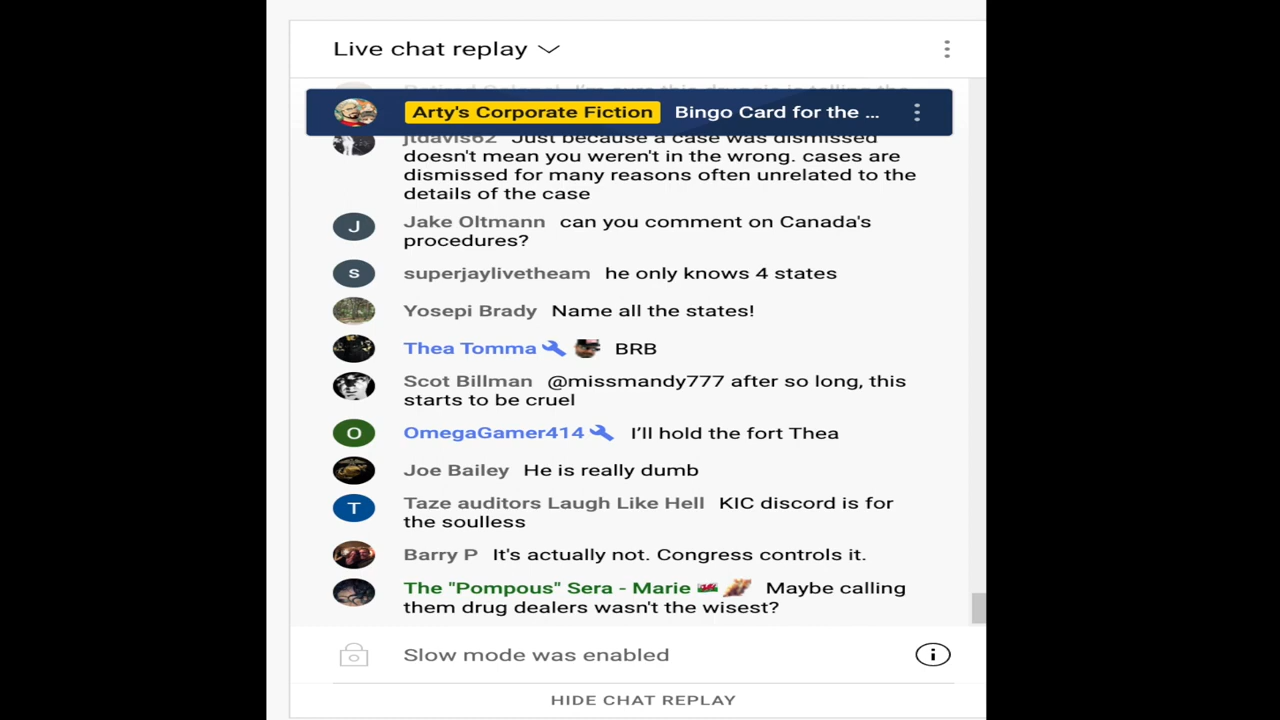 Live chat replay
Arty's Corporate Fiction Bingo Card for the ...
jtdavis62 Just because a case was dismissed
doesn't mean you weren't in the wrong. cases are
dismissed for many reasons often unrelated to the
details of the case
Jake Oltmann can you comment on Canada's
procedures?
superjaylivetheam he only knows 4 states
Yosepi Brady Name all the states!
Thea Tomma BRB
Scot Billman @missmandy777 after so long, this
starts to be cruel
OmegaGamer414 I'll hold the fort Thea
Joe Bailey He is really dumb
Taze auditors Laugh Like Hell KIC discord is for
the soulless
Barry P It's actually not. Congress controls it.
The "Pompous" Sera - Marie Maybe calling
them drug dealers wasn't the wisest?
Slow mode was enabled
HIDE CHAT REPLAY